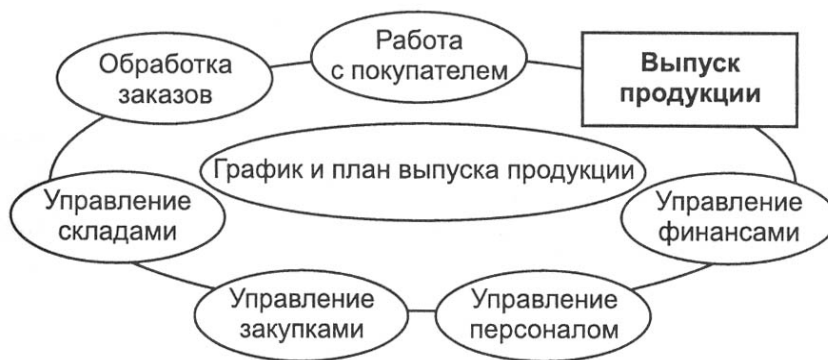 Работа
с покупателем
Обработка
заказов
Выпуск
продукции
График и план выпуска продукции
Управление
складами
Управление
финансами
Управление
закупками
Управление
персоналом